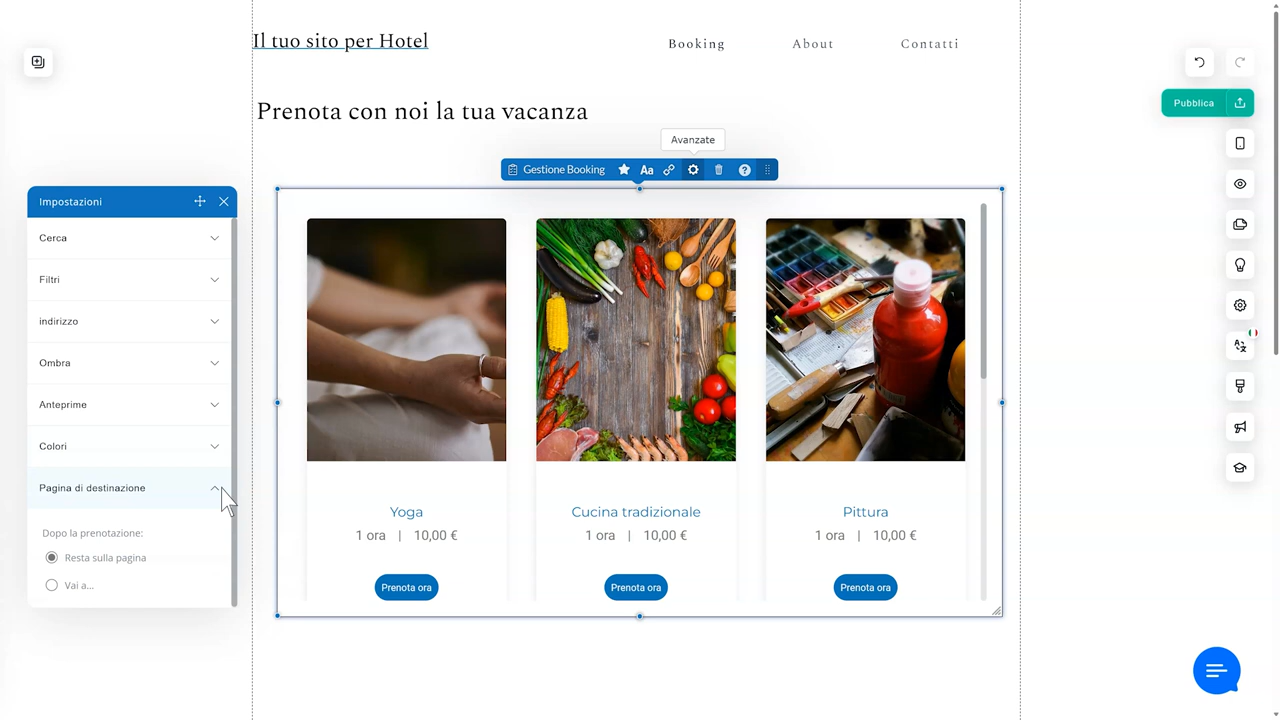 Il tuo sito per Hotel
Booking
About
Contatti
Pubblica
Prenota con noi la tua vacanza
Avanzate
Gestione Booking
Aa
Impostazioni
Cerca
Filtri
indirizzo
Ombra
Anteprime
Colori
Pagina di destinazione
Dopo la prenotazione:
Resta sulla pagina
Vai a...
Yoga
1 ora | 10,00 €
Prenota ora
Cucina tradizionale
1 ora | 10,00 €
Prenota ora
Pittura
1 ora | 10,00 €
Prenota ora